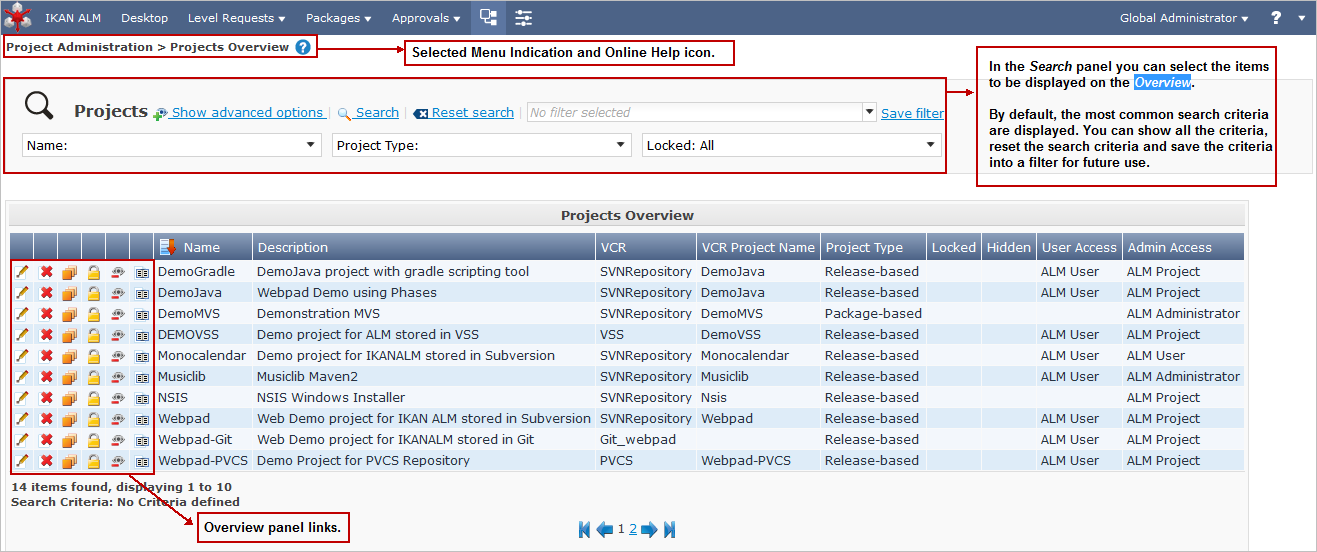 IKAN ALM Desktop Level Requests Packages Approvals Global Administrator ?
Project Administration > Projects Overview ?
Selected Menu Indication and Online Help icon.
In the Search panel you can select the items
to be displayed on the Overview.
By default, the most common search criteria
are displayed. You can show all the criteria,
reset the search criteria and save the criteria
into a filter for future use.
Projects Show advanced options | Search | Reset search | No filter selected Save filter
Name: Project Type: Locked: All
Projects Overview
Name Description VCR VCR Project Name Project Type Locked Hidden User Access Admin Access
DemoGradle DemoJava project with gradle scripting tool SVNRepository DemoJava Release-based ALM User ALM Project
DemoJava Webpad Demo using Phases SVNRepository DemoJava Release-based ALM User ALM Project
DemoMVS Demonstration MVS SVNRepository DemoMVS Package-based ALM Administrator
DEMOVSS Demo project for ALM stored in VSS VSS DemoVSS Release-based ALM User ALM Project
Monocalendar Demo project for IKANALM stored in Subversion SVNRepository Monocalendar Release-based ALM User ALM User
Musiclib Musiclib Maven2 SVNRepository Musiclib Release-based ALM User ALM Administrator
NSIS NSIS Windows Installer SVNRepository Nsis Release-based ALM Project
Webpad Web Demo project for IKAN ALM stored in Subversion SVNRepository Webpad Release-based ALM User ALM Project
Webpad-Git Web Demo project for IKANALM stored in Git Git_webpad Release-based ALM User ALM Project
Webpad-PVCS Demo Project for PVCS Repository PVCS Webpad-PVCS Release-based ALM User ALM Project
14 items found, displaying 1 to 10
Search Criteria: No Criteria defined
Overview panel links.
1 2